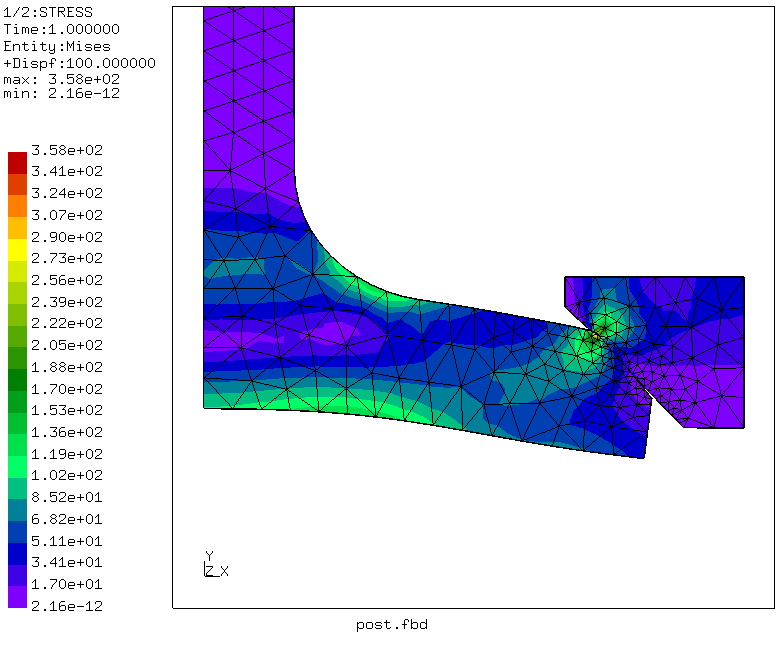 1/2:STRESS
Time:1.000000
Entity:Mises
+Dispf:100.000000
max: 3.58e+02
min: 2.16e-12
3.58e+02
3.41e+02
3.24e+02
3.07e+02
2.90e+02
2.73e+02
2.56e+02
2.39e+02
2.22e+02
2.05e+02
1.88e+02
1.70e+02
1.53e+02
1.36e+02
1.19e+02
1.02e+02
8.52e+01
6.82e+01
5.11e+01
3.41e+01
1.70e+01
2.16e-12
Y
Z X
post.fbd